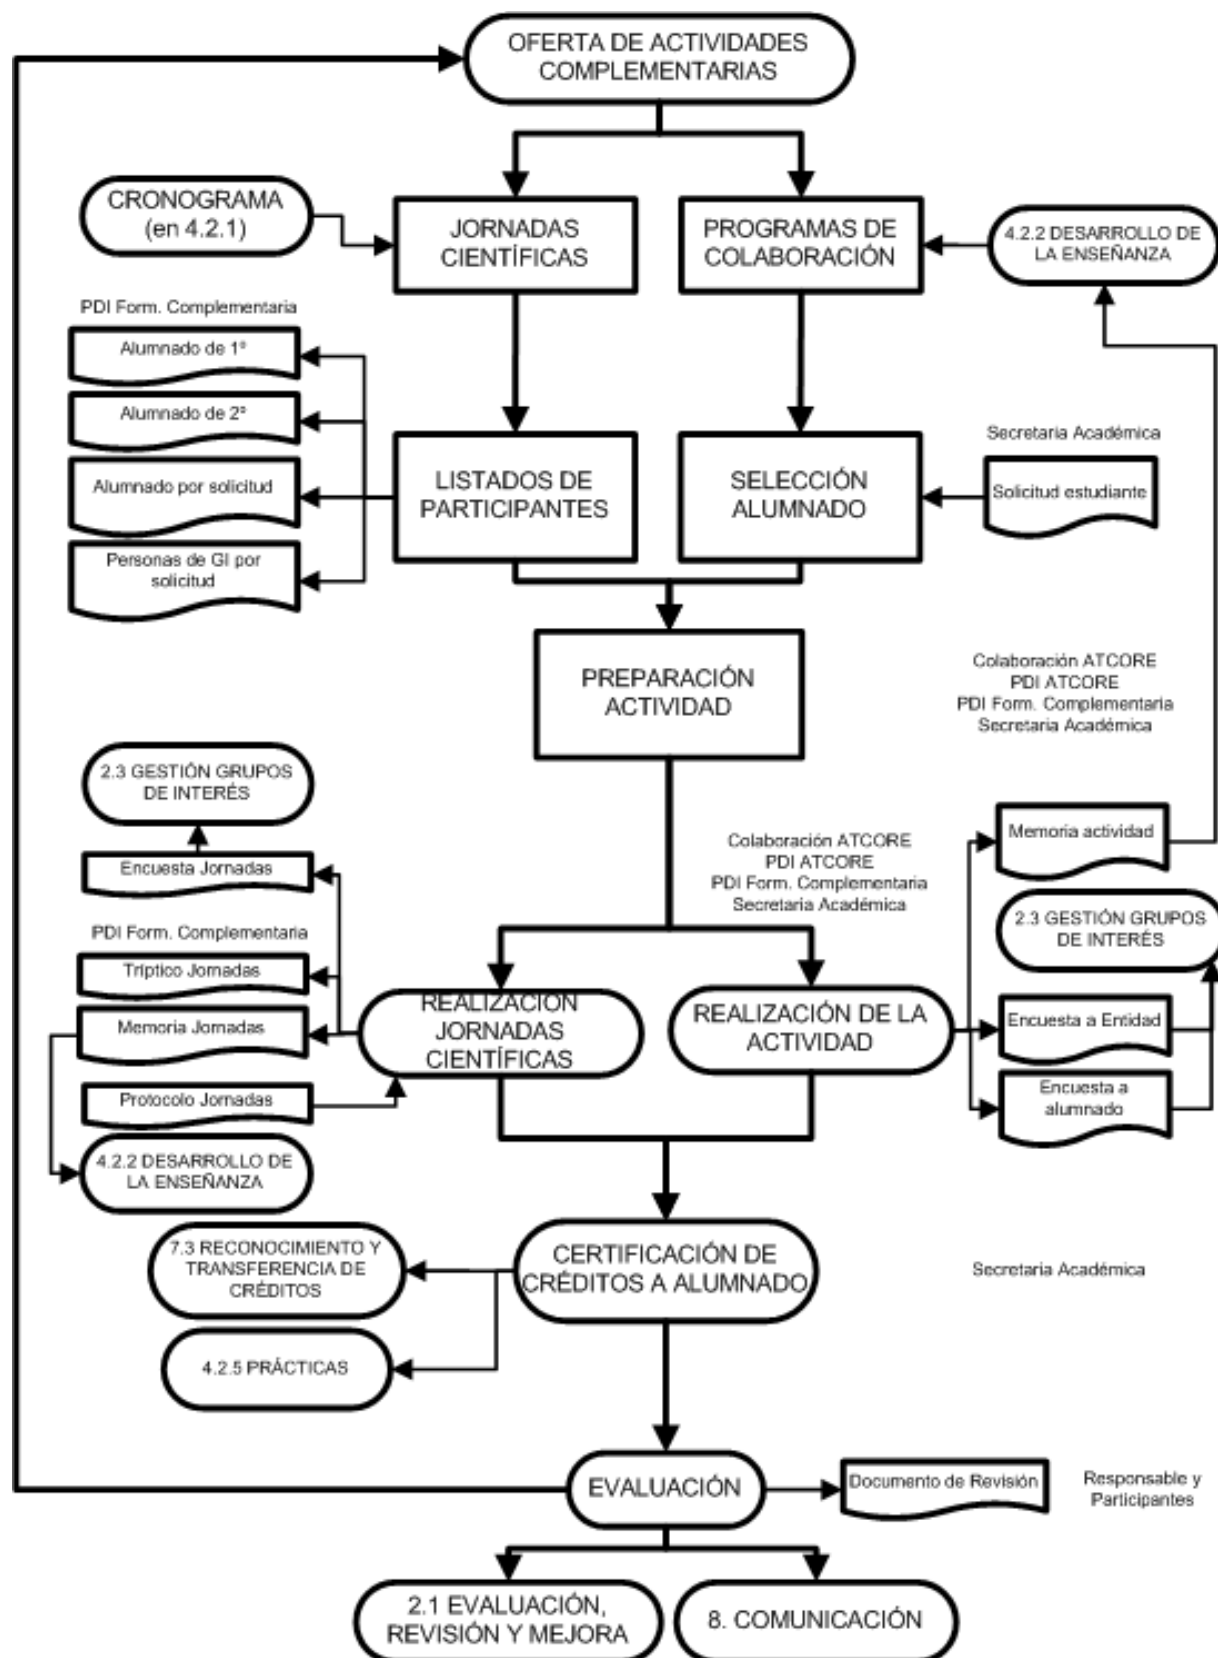 OFERTA DE ACTIVIDADES
COMPLEMENTARIAS
CRONOGRAMA
(en 4.2.1)
JORNADAS
CIENTÍFICAS
PROGRAMAS DE
COLABORACIÓN
4.2.2 DESARROLLO DE
LA ENSEÑANZA
PDI Form. Complementaria
Alumnado de 1º
Alumnado de 2º
Alumnado por solicitud
Personas de GI por
solicitud
LISTADOS DE
PARTICIPANTES
SELECCIÓN
ALUMNADO
Secretaria Académica
Solicitud estudiante
PREPARACIÓN
ACTIVIDAD
Colaboración ATCORE
PDI ATCORE
PDI Form. Complementaria
Secretaria Académica
2.3 GESTIÓN GRUPOS
DE INTERÉS
Encuesta Jornadas
PDI Form. Complementaria
Tríptico Jornadas
Memoria Jornadas
Protocolo Jornadas
4.2.2 DESARROLLO DE
LA ENSEÑANZA
Colaboración ATCORE
PDI ATCORE
PDI Form. Complementaria
Secretaria Académica
Memoria actividad
2.3 GESTIÓN GRUPOS
DE INTERÉS
REALIZACIÓN
JORNADAS
CIENTÍFICAS
REALIZACIÓN DE LA
ACTIVIDAD
Encuesta a Entidad
Encuesta a
alumnado
7.3 RECONOCIMIENTO Y
TRANSFERENCIA DE
CRÉDITOS
CERTIFICACIÓN DE
CRÉDITOS A ALUMNADO
Secretaria Académica
4.2.5 PRÁCTICAS
EVALUACIÓN
Documento de Revisión
Responsable y
Participantes
2.1 EVALUACIÓN,
REVISIÓN Y MEJORA
8. COMUNICACIÓN